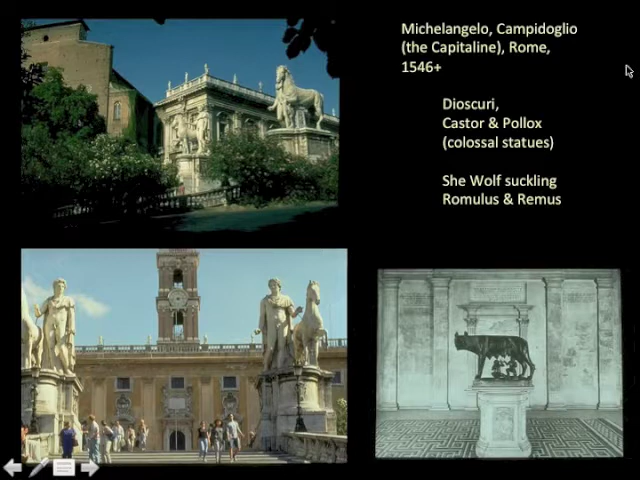 Michelangelo, Campidoglio
(the Capitaline), Rome,
1546+
Dioscuri,
Castor & Pollox
(colossal statues)
She Wolf suckling
Romulus & Remus